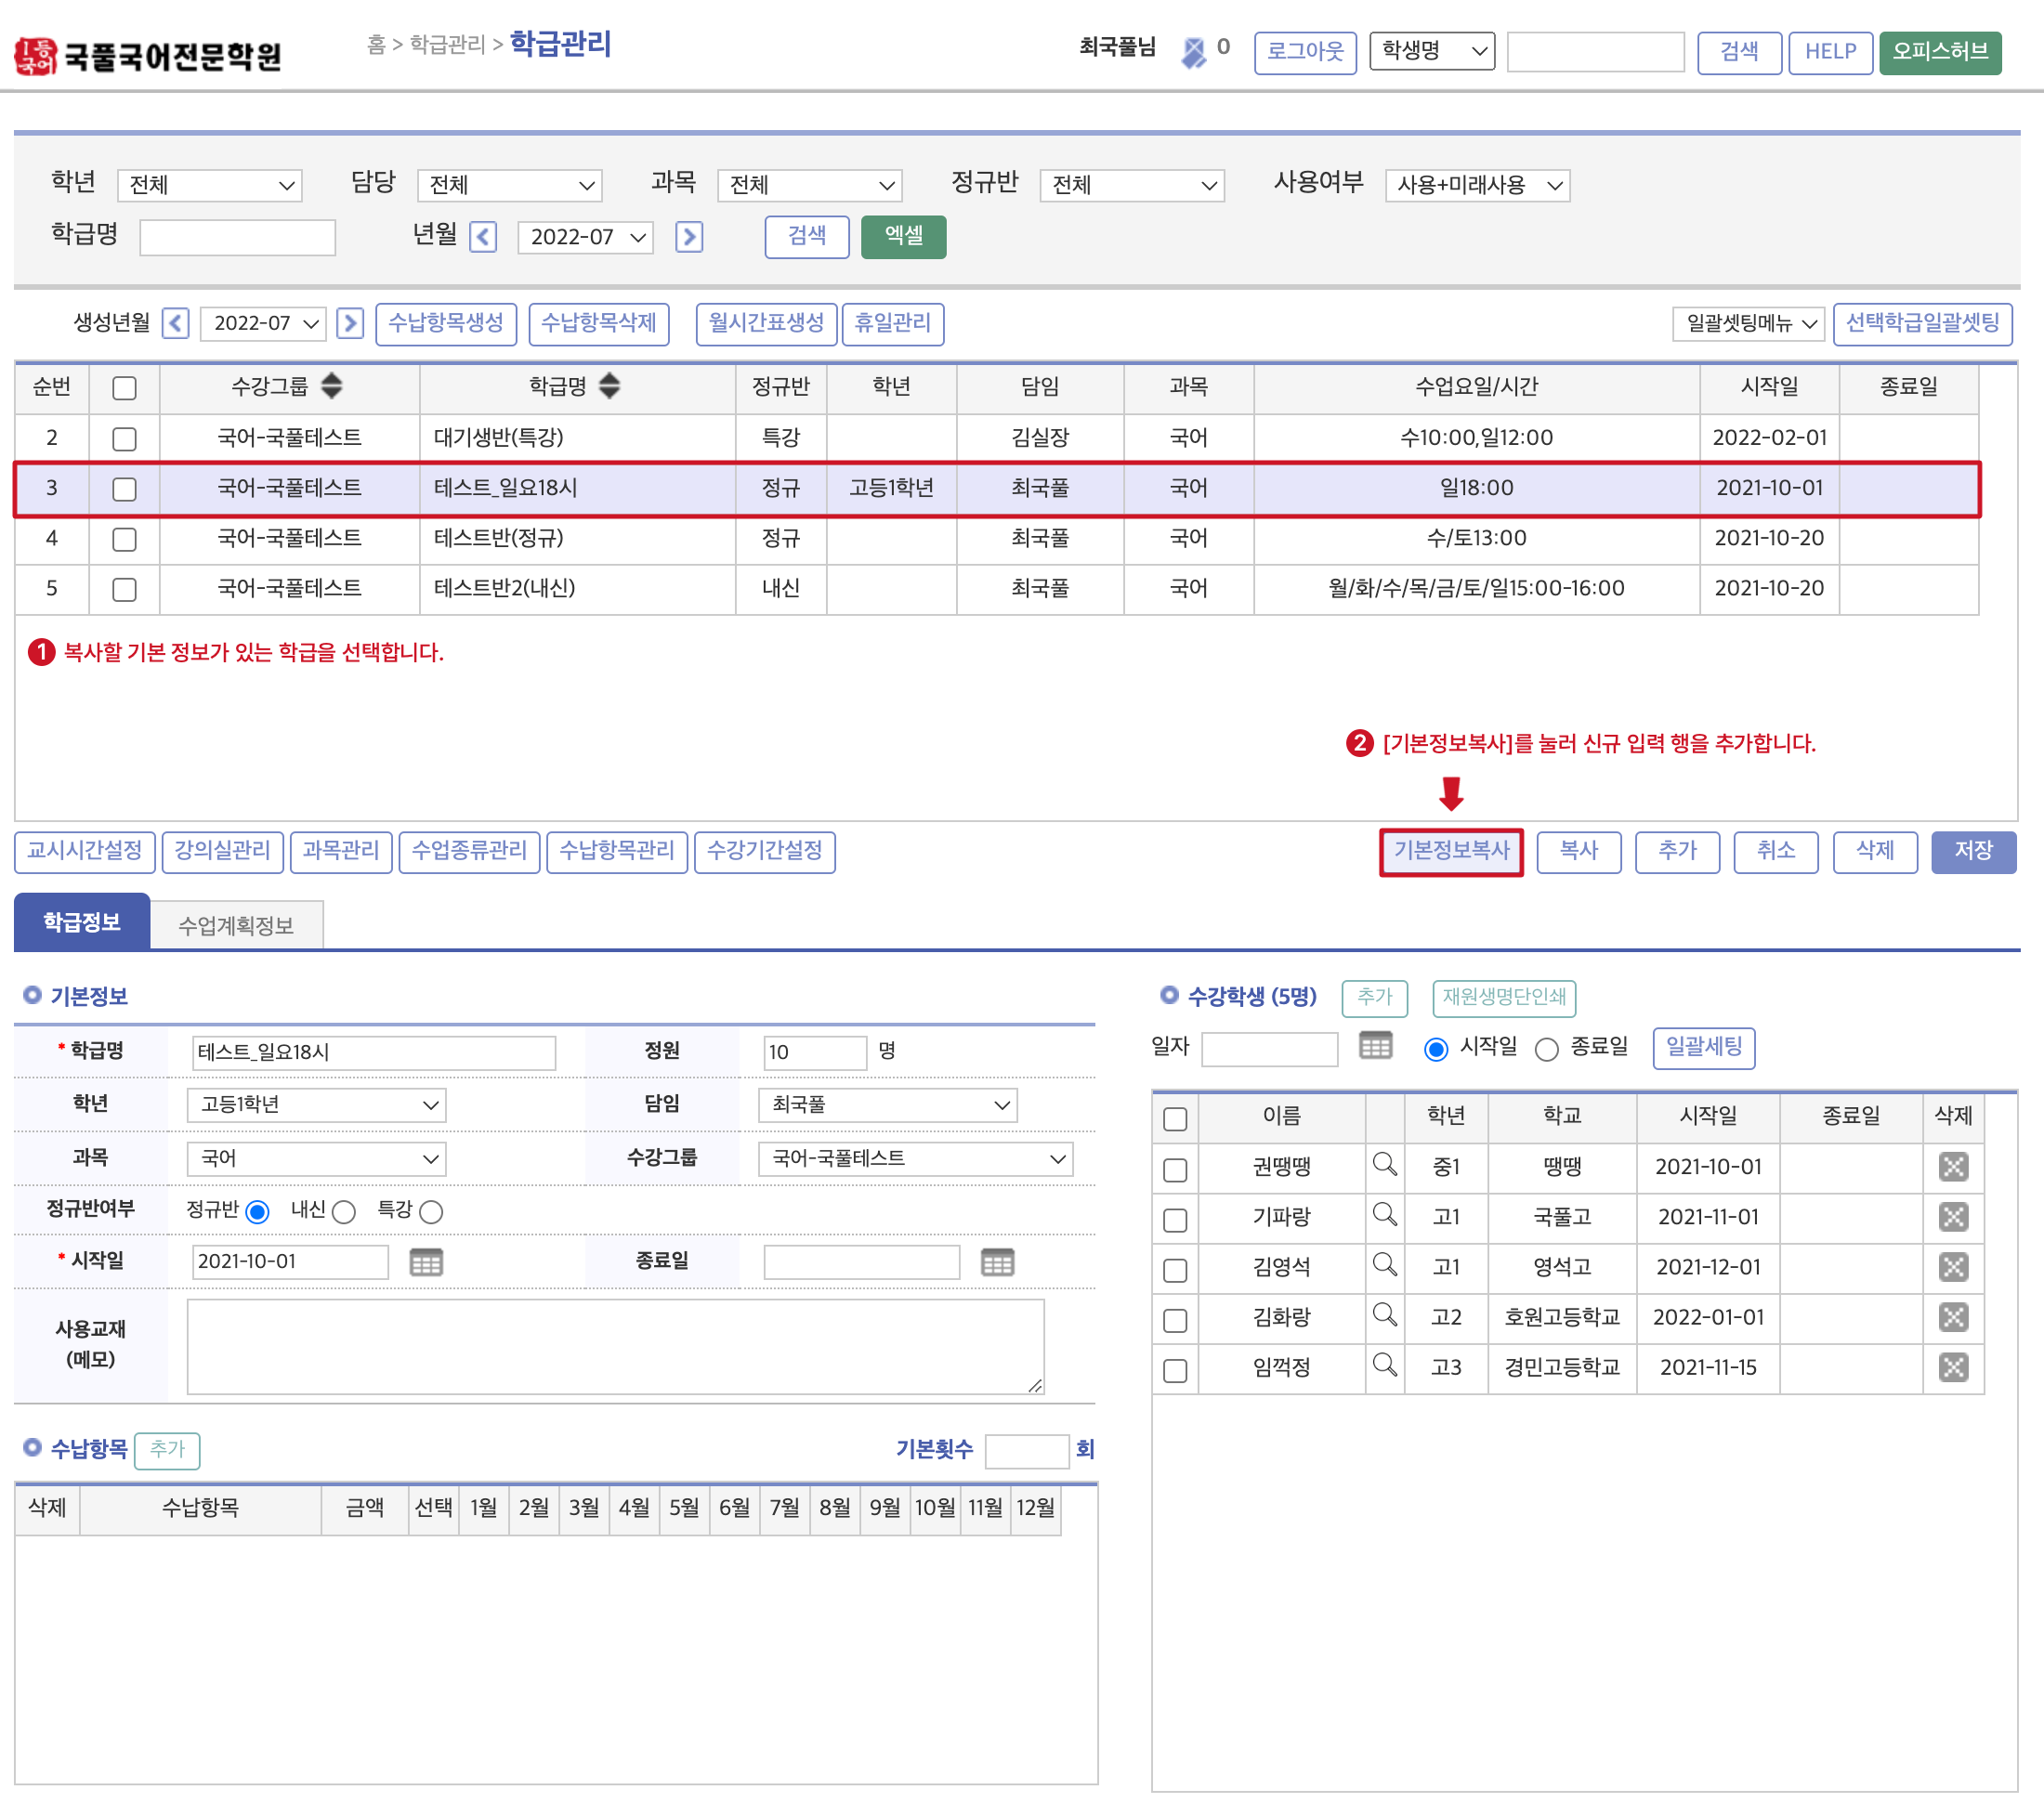 1등국어 국풀국어전문학원 홈 > 학급관리 > 학급관리 최국풀님 0 로그아웃 학생명 검색 HELP 오피스허브
학년 전체 담당 전체 과목 전체 정규반 전체 사용여부 사용+미래사용
학급명 년월 2022-07 검색 엑셀
생성년월 2022-07 수납항목생성 수납항목삭제 월시간표생성 휴일관리 일괄셋팅메뉴 선택학급일괄셋팅
순번 수강그룹 학급명 정규반 학년 담임 과목 수업요일/시간 시작일 종료일
2 국어-국풀테스트 대기생반(특강) 특강 김실장 국어 수10:00,일12:00 2022-02-01
3 국어-국풀테스트 테스트_일요18시 정규 고등1학년 최국풀 국어 일18:00 2021-10-01
4 국어-국풀테스트 테스트반(정규) 정규 최국풀 국어 수/토13:00 2021-10-20
5 국어-국풀테스트 테스트반2(내신) 내신 최국풀 국어 월/화/수/목/금/토/일15:00-16:00 2021-10-20
1 복사할 기본 정보가 있는 학급을 선택합니다.
2 [기본정보복사]를 눌러 신규 입력 행을 추가합니다.
교시시간설정 강의실관리 과목관리 수업종류관리 수납항목관리 수강기간설정 기본정보복사 복사 추가 취소 삭제 저장
학급정보 수업계획정보
기본정보
* 학급명 테스트_일요18시 정원 10 명
학년 고등1학년 담임 최국풀
과목 국어 수강그룹 국어-국풀테스트
정규반여부 정규반 내신 특강
* 시작일 2021-10-01 종료일
사용교재
(메모)
수납항목 추가 기본횟수 회
삭제 수납항목 금액 선택 1월 2월 3월 4월 5월 6월 7월 8월 9월 10월 11월 12월
수강학생 (5명) 추가 재원생명단인쇄
일자 시작일 종료일 일괄세팅
이름 학년 학교 시작일 종료일 삭제
권땡땡 중1 땡땡 2021-10-01
기파랑 고1 국풀고 2021-11-01
김영석 고1 영석고 2021-12-01
김화랑 고2 호원고등학교 2022-01-01
임꺽정 고3 경민고등학교 2021-11-15